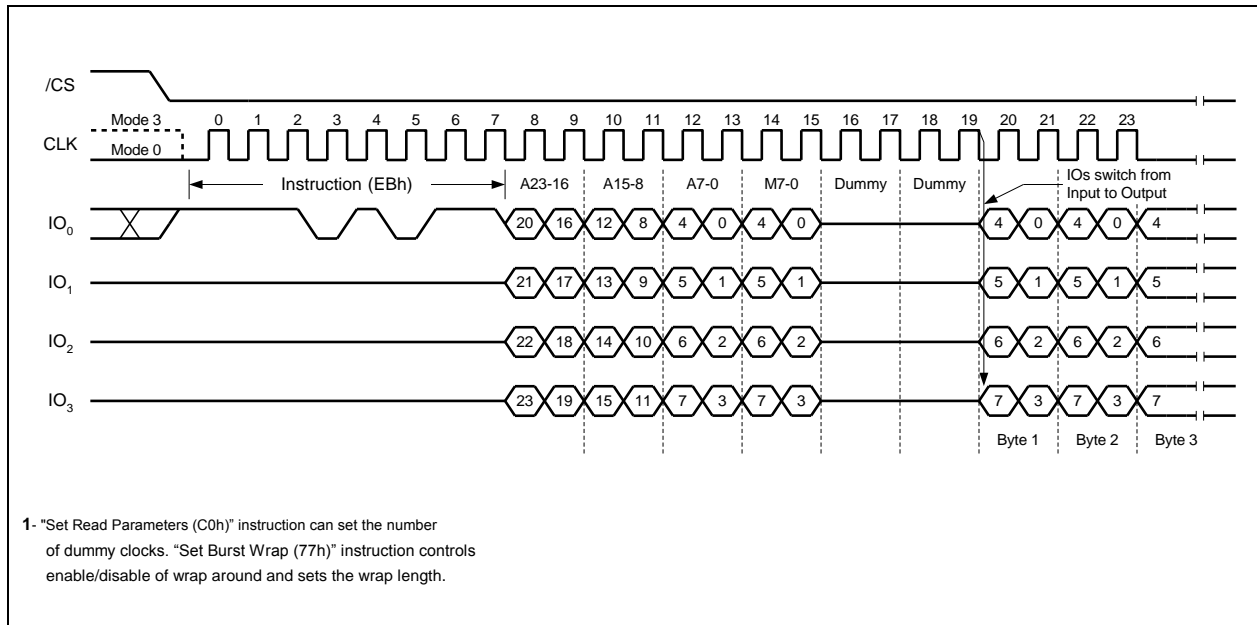 /CS
Mode 3 0 1 2 3 4 5 6 7 8 9 10 11 12 13 14 15 16 17 18 19 20 21 22 23
CLK
Mode 0
Instruction (EBh) A23-16 A15-8 A7-0 M7-0 Dummy Dummy IOs switch from
Input to Output
IO0 20 16 12 8 4 0 4 0 4 0 4 0 4
IO1 21 17 13 9 5 1 5 1 5 1 5 1 5
IO2 22 18 14 10 6 2 6 2 6 2 6 2 6
IO3 23 19 15 11 7 3 7 3 7 3 7 3 7
Byte 1 Byte 2 Byte 3
1- "Set Read Parameters (C0h)” instruction can set the number
of dummy clocks. “Set Burst Wrap (77h)” instruction controls
enable/disable of wrap around and sets the wrap length.